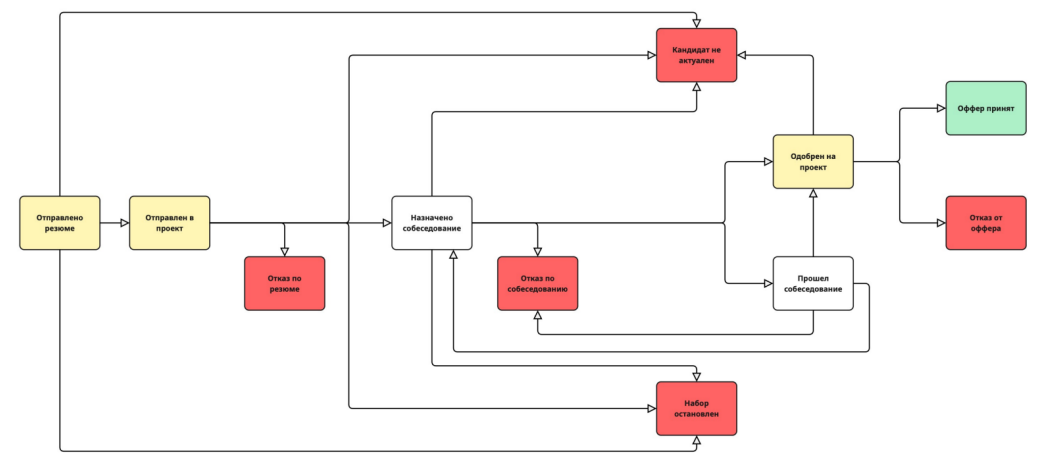 Кандидат не
актуален
Оффер принят
Одобрен на
проект
Отправлено
резюме
Отправлен в
проект
Назначено
собеседование
Отказ от
оффера
Отказ по
резюме
Отказ по
собеседованию
Прошел
собеседование
Набор
остановлен